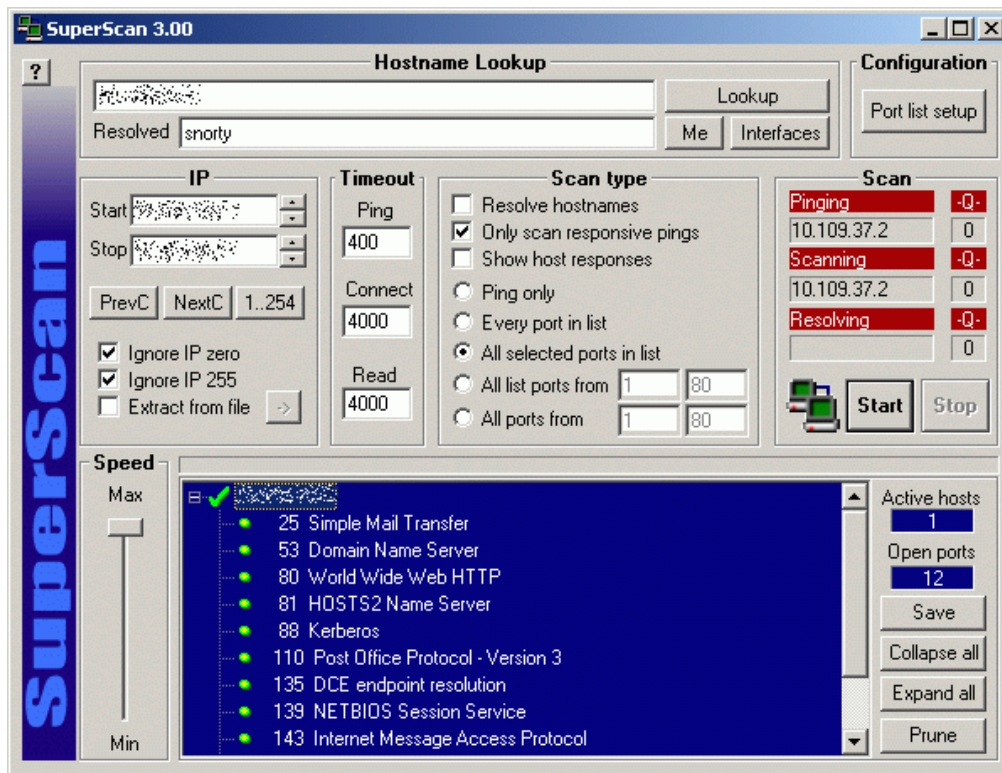 SuperScan 3.00
?
Hostname Lookup
Lookup
Resolved snorty
Me Interfaces
Configuration
Port list setup
SuperScan
IP
Start
Stop
PrevC NextC 1..254
Ignore IP zero
Ignore IP 255
Extract from file ->
Timeout
Ping
400
Connect
4000
Read
4000
Scan type
Resolve hostnames
Only scan responsive pings
Show host responses
Ping only
Every port in list
All selected ports in list
All list ports from 1 80
All ports from 1 80
Scan
Pinging -Q-
10.109.37.2 0
Scanning -Q-
10.109.37.2 0
Resolving -Q-
0
Start Stop
Speed
Max
Min
25 Simple Mail Transfer
53 Domain Name Server
80 World Wide Web HTTP
81 HOSTS2 Name Server
88 Kerberos
110 Post Office Protocol - Version 3
135 DCE endpoint resolution
139 NETBIOS Session Service
143 Internet Message Access Protocol
Active hosts
1
Open ports
12
Save
Collapse all
Expand all
Prune